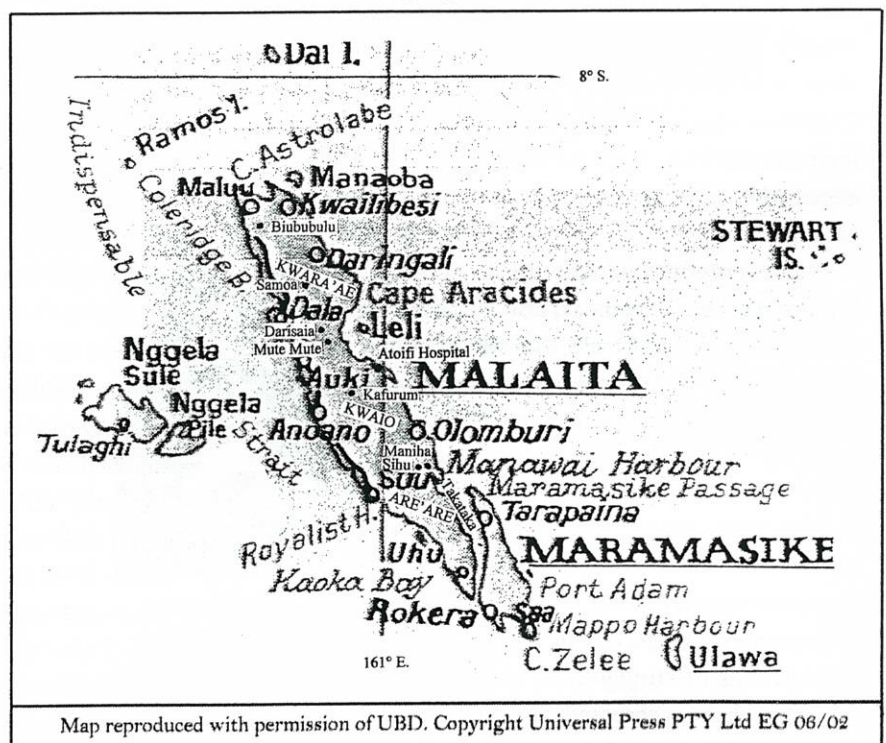 Dai I.
8° S.
Indispensable
Ramos I.
C. Astrolabe
Coleridge B.
Maluu
Manaoba
Kwailibesi
Biububulu
STEWART
IS.
Daringali
KWARA'AE
Samoa
Cape Aracides
Dala
Leli
Darisaia
Mute Mute
Atoifi Hospital
Nggela
Sule
Auki
MALAITA
Kafurum
KWAIO
Nggela
Pile
Tulaghi
Strait
Anoano
Olomburi
Maniha
Sibu
Manawai Harbour
Suu
Maramasike Passage
ARE'ARE
Takataka
Tarapaina
Royalist H.
Uhu
MARAMASIKE
Kaoka Bay
Port Adam
Rokera
Saa
Mappo Harbour
161° E.
C. Zelee
Ulawa
Map reproduced with permission of UBD. Copyright Universal Press PTY Ltd EG 06/02